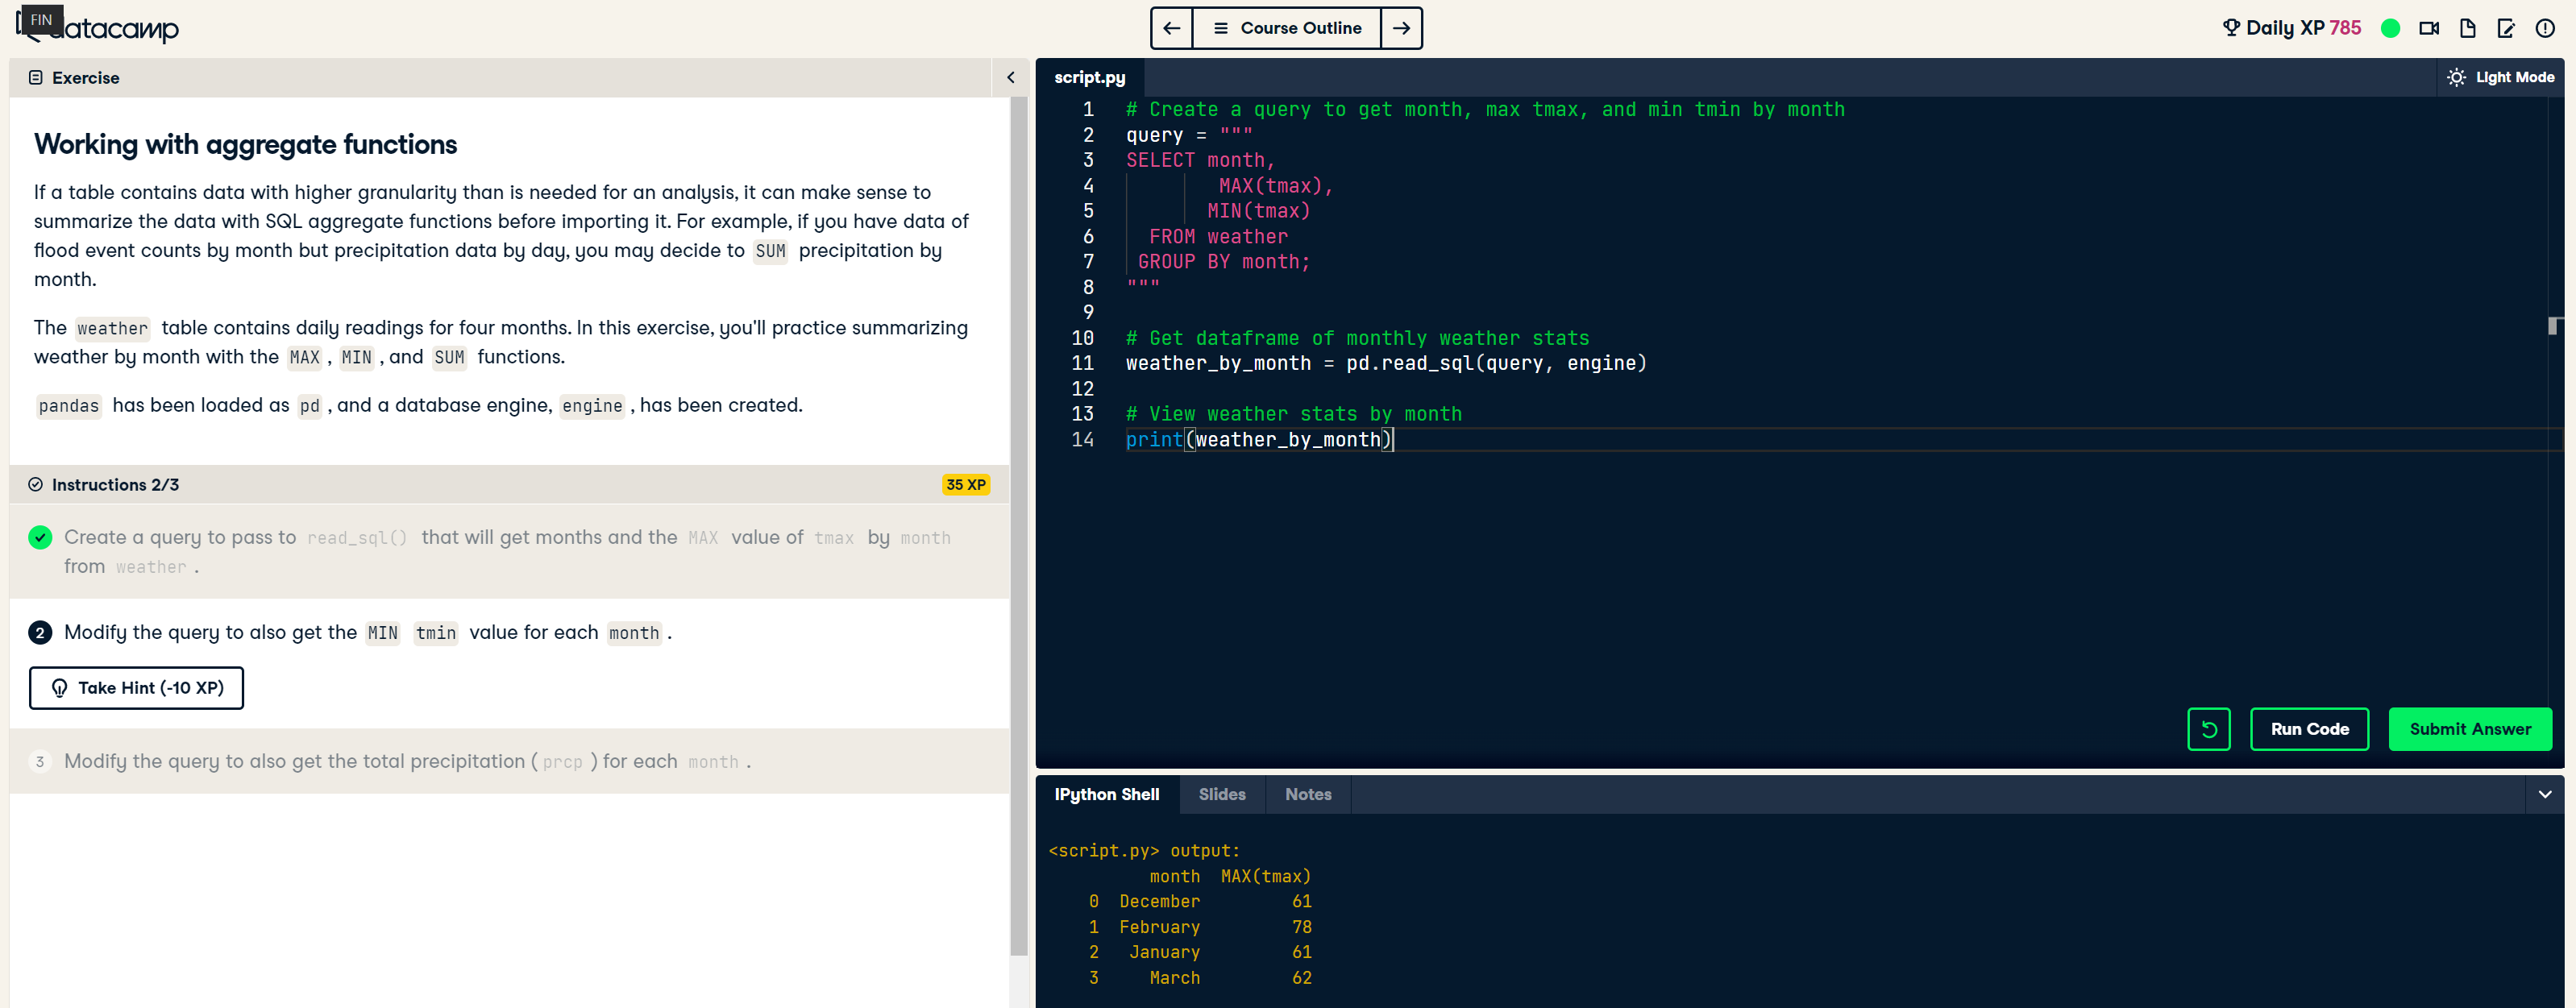 FIN
datacamp
Course Outline
Daily XP 785
Exercise
Working with aggregate functions
If a table contains data with higher granularity than is needed for an analysis, it can make sense to
summarize the data with SQL aggregate functions before importing it. For example, if you have data of
flood event counts by month but precipitation data by day, you may decide to SUM precipitation by
month.
The weather table contains daily readings for four months. In this exercise, you'll practice summarizing
weather by month with the MAX, MIN, and SUM functions.
pandas has been loaded as pd, and a database engine, engine, has been created.
Instructions 2/3
35 XP
Create a query to pass to read_sql() that will get months and the MAX value of tmax by month
from weather.
2 Modify the query to also get the MIN tmin value for each month.
Take Hint (-10 XP)
3 Modify the query to also get the total precipitation (prcp) for each month.
script.py
Light Mode
1 # Create a query to get month, max tmax, and min tmin by month
2 query = """
3 SELECT month,
4 MAX(tmax),
5 MIN(tmax)
6 FROM weather
7 GROUP BY month;
8 """
9
10 # Get dataframe of monthly weather stats
11 weather_by_month = pd.read_sql(query, engine)
12
13 # View weather stats by month
14 print(weather_by_month)
Run Code
Submit Answer
IPython Shell
Slides
Notes
<script.py> output:
month MAX(tmax)
0 December 61
1 February 78
2 January 61
3 March 62